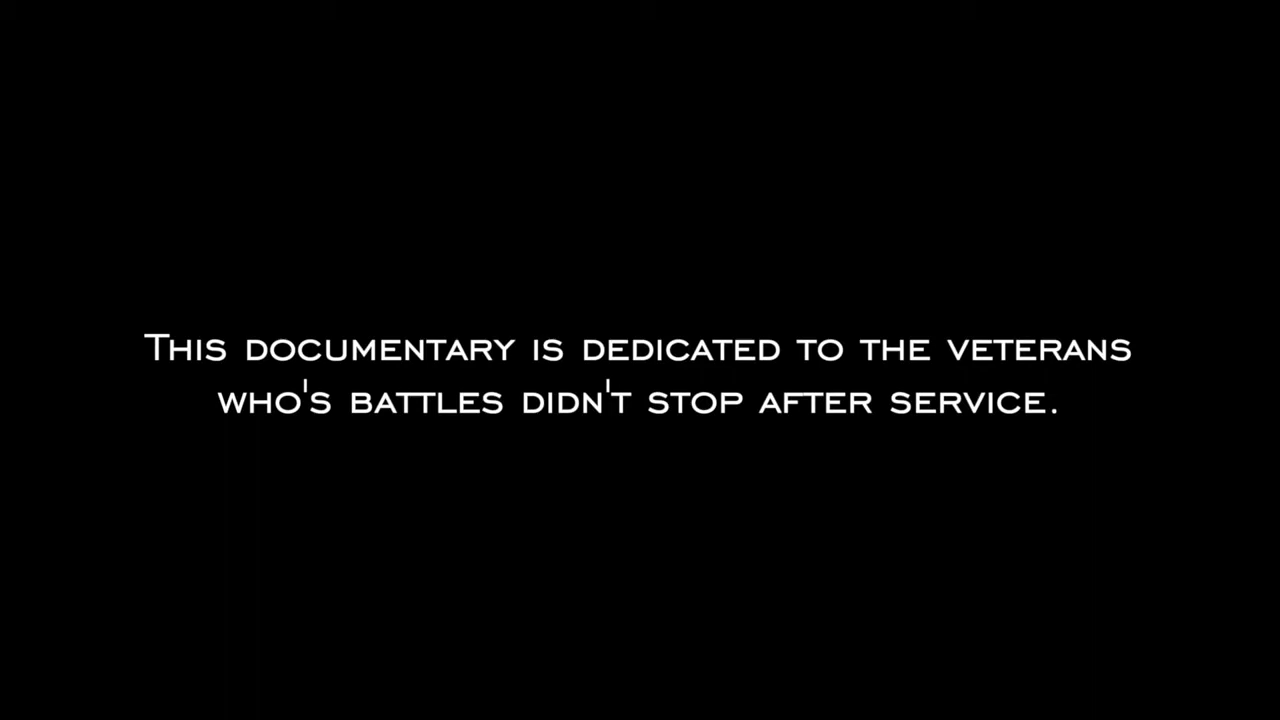 This documentary is dedicated to the veterans
who's battles didn't stop after service.